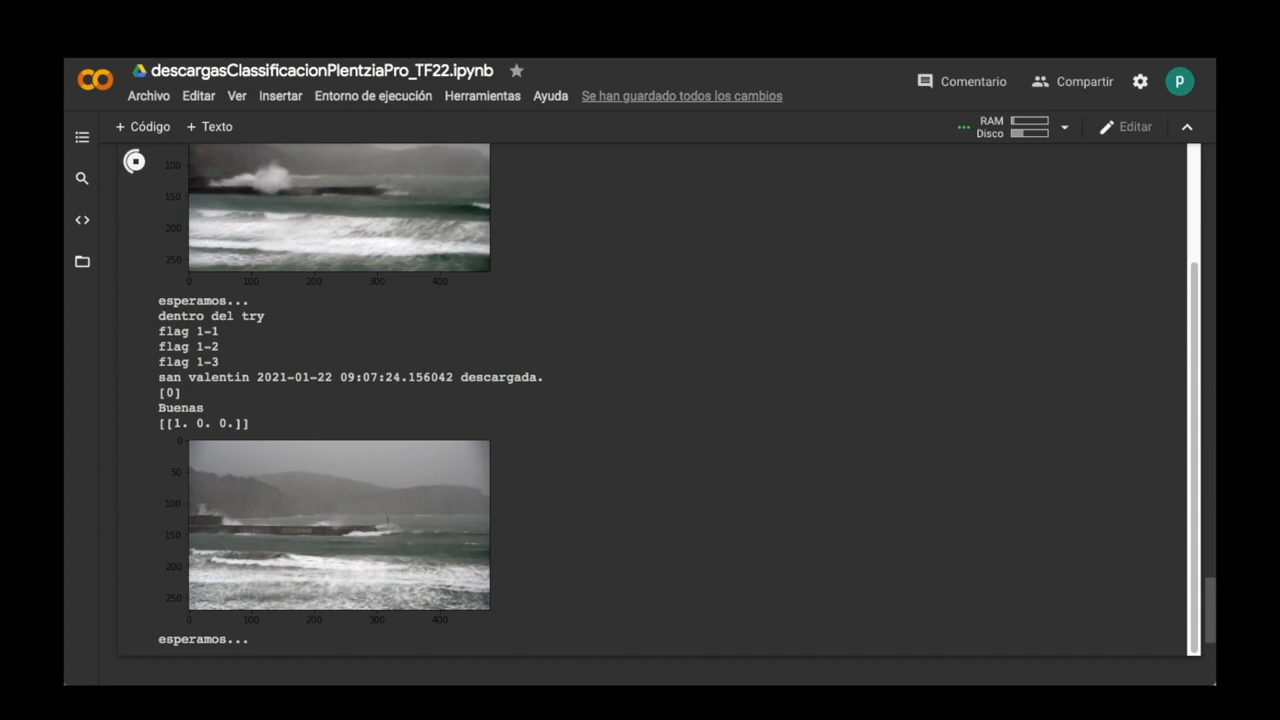 descargasClassificacionPlentziaPro_TF22.ipynb
Archivo Editar Ver Insertar Entorno de ejecución Herramientas Ayuda Se han guardado todos los cambios
Comentario Compartir P
+ Código + Texto
RAM
Disco
Editar
100
150
200
250
0 100 200 300 400
esperamos...
dentro del try
flag 1-1
flag 1-2
flag 1-3
san valentin 2021-01-22 09:07:24.156042 descargada.
[0]
Buenas
[[1. 0. 0.]]
0
50
100
150
200
250
0 100 200 300 400
esperamos...